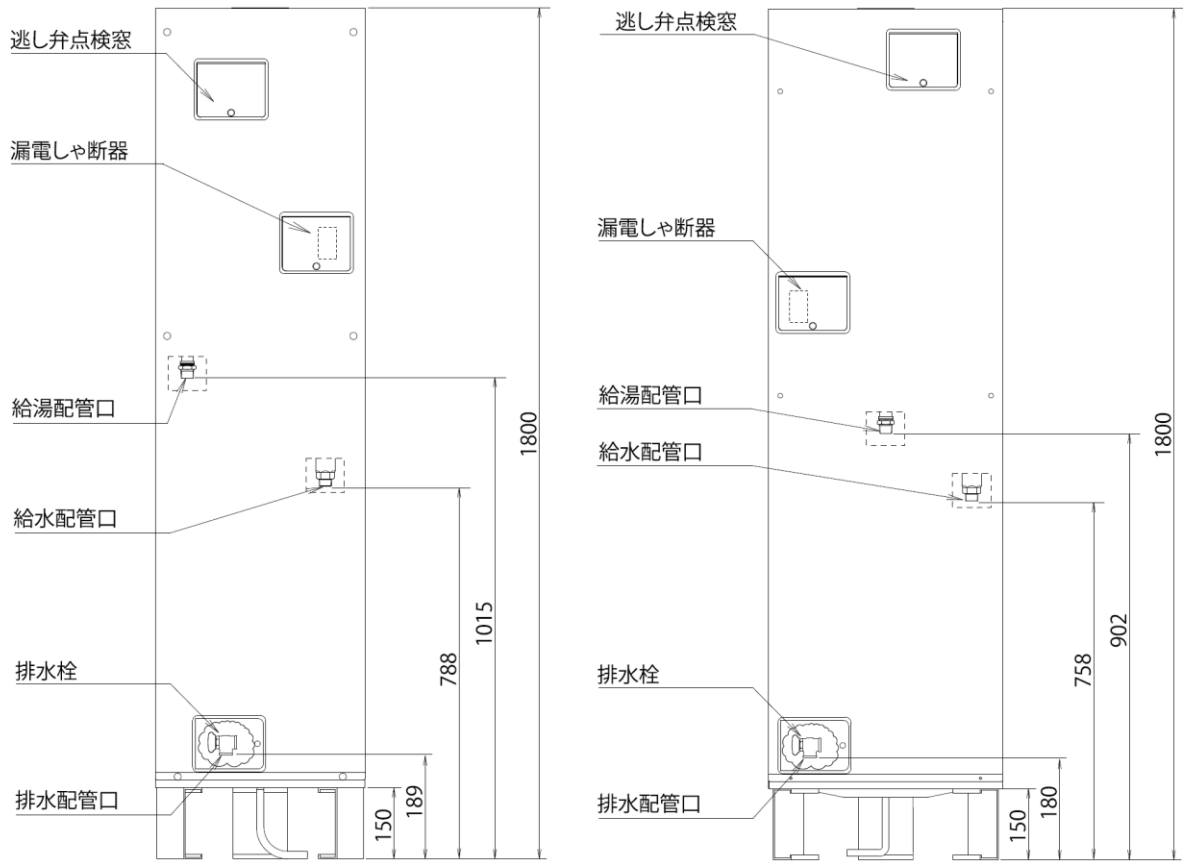 逃し弁点検窓
漏電しゃ断器
給湯配管口
給水配管口
排水栓
排水配管口
1800
1015
788
189
150
逃し弁点検窓
漏電しゃ断器
給湯配管口
給水配管口
排水栓
排水配管口
1800
902
758
180
150